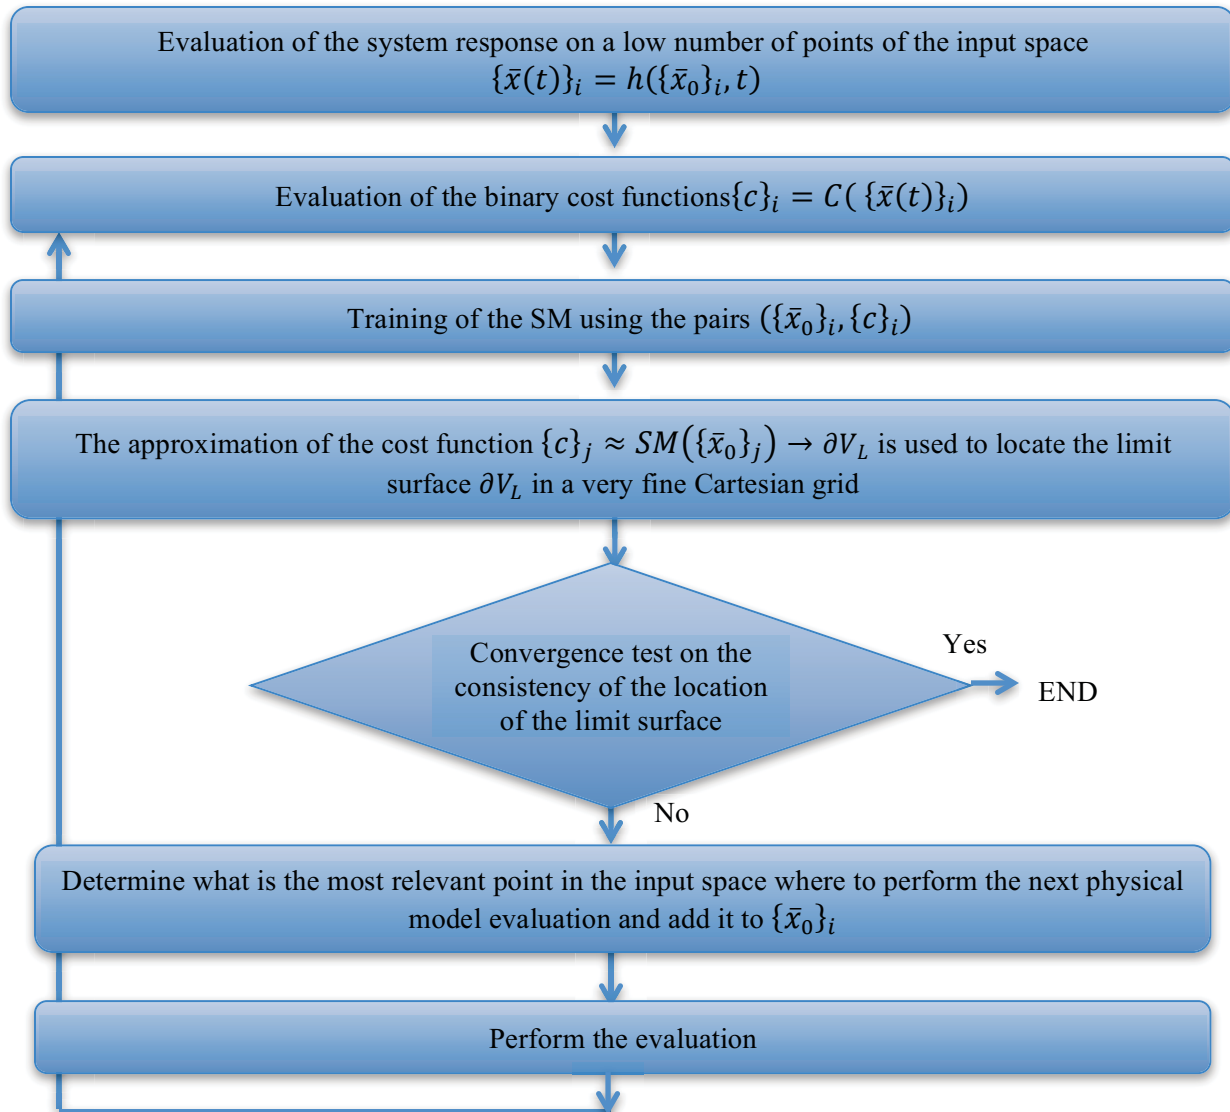 Evaluation of the system response on a low number of points of the input space
{x̄(t)}ᵢ = h({x̄₀}ᵢ, t)
Evaluation of the binary cost functions{c}ᵢ = C( {x̄(t)}ᵢ)
Training of the SM using the pairs ({x̄₀}ᵢ, {c}ᵢ)
The approximation of the cost function {c}ⱼ ≈ SM({x̄₀}ⱼ) → ∂V_L is used to locate the limit
surface ∂V_L in a very fine Cartesian grid
Convergence test on the
consistency of the location
of the limit surface
Yes
END
No
Determine what is the most relevant point in the input space where to perform the next physical
model evaluation and add it to {x̄₀}ᵢ
Perform the evaluation